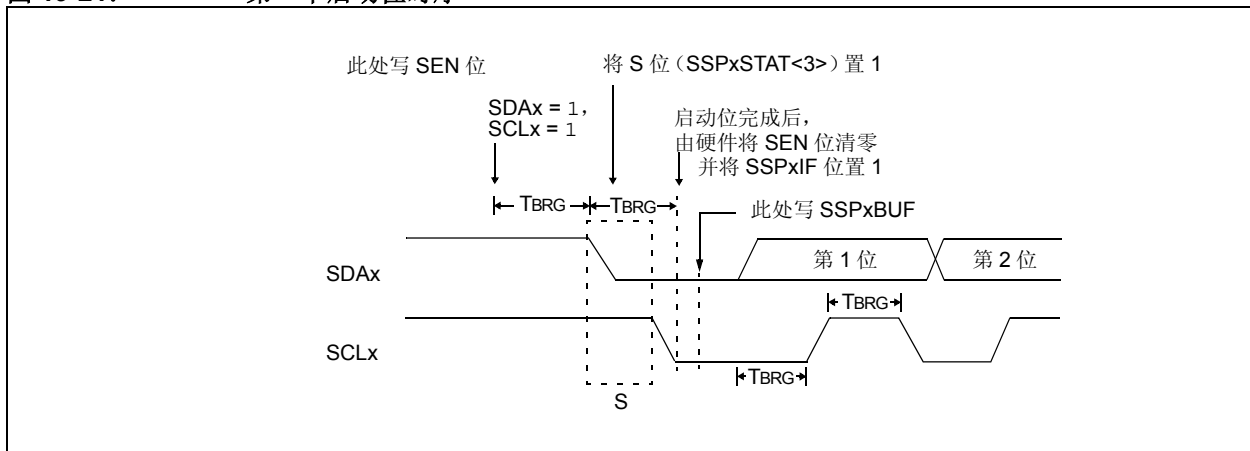 此处写 SEN 位
将 S 位（SSPxSTAT<3>）置 1
SDAx = 1，
SCLx = 1
启动位完成后，
由硬件将 SEN 位清零
并将 SSPxIF 位置 1
TBRG
TBRG
此处写 SSPxBUF
SDAx
第 1 位
第 2 位
TBRG
SCLx
TBRG
S